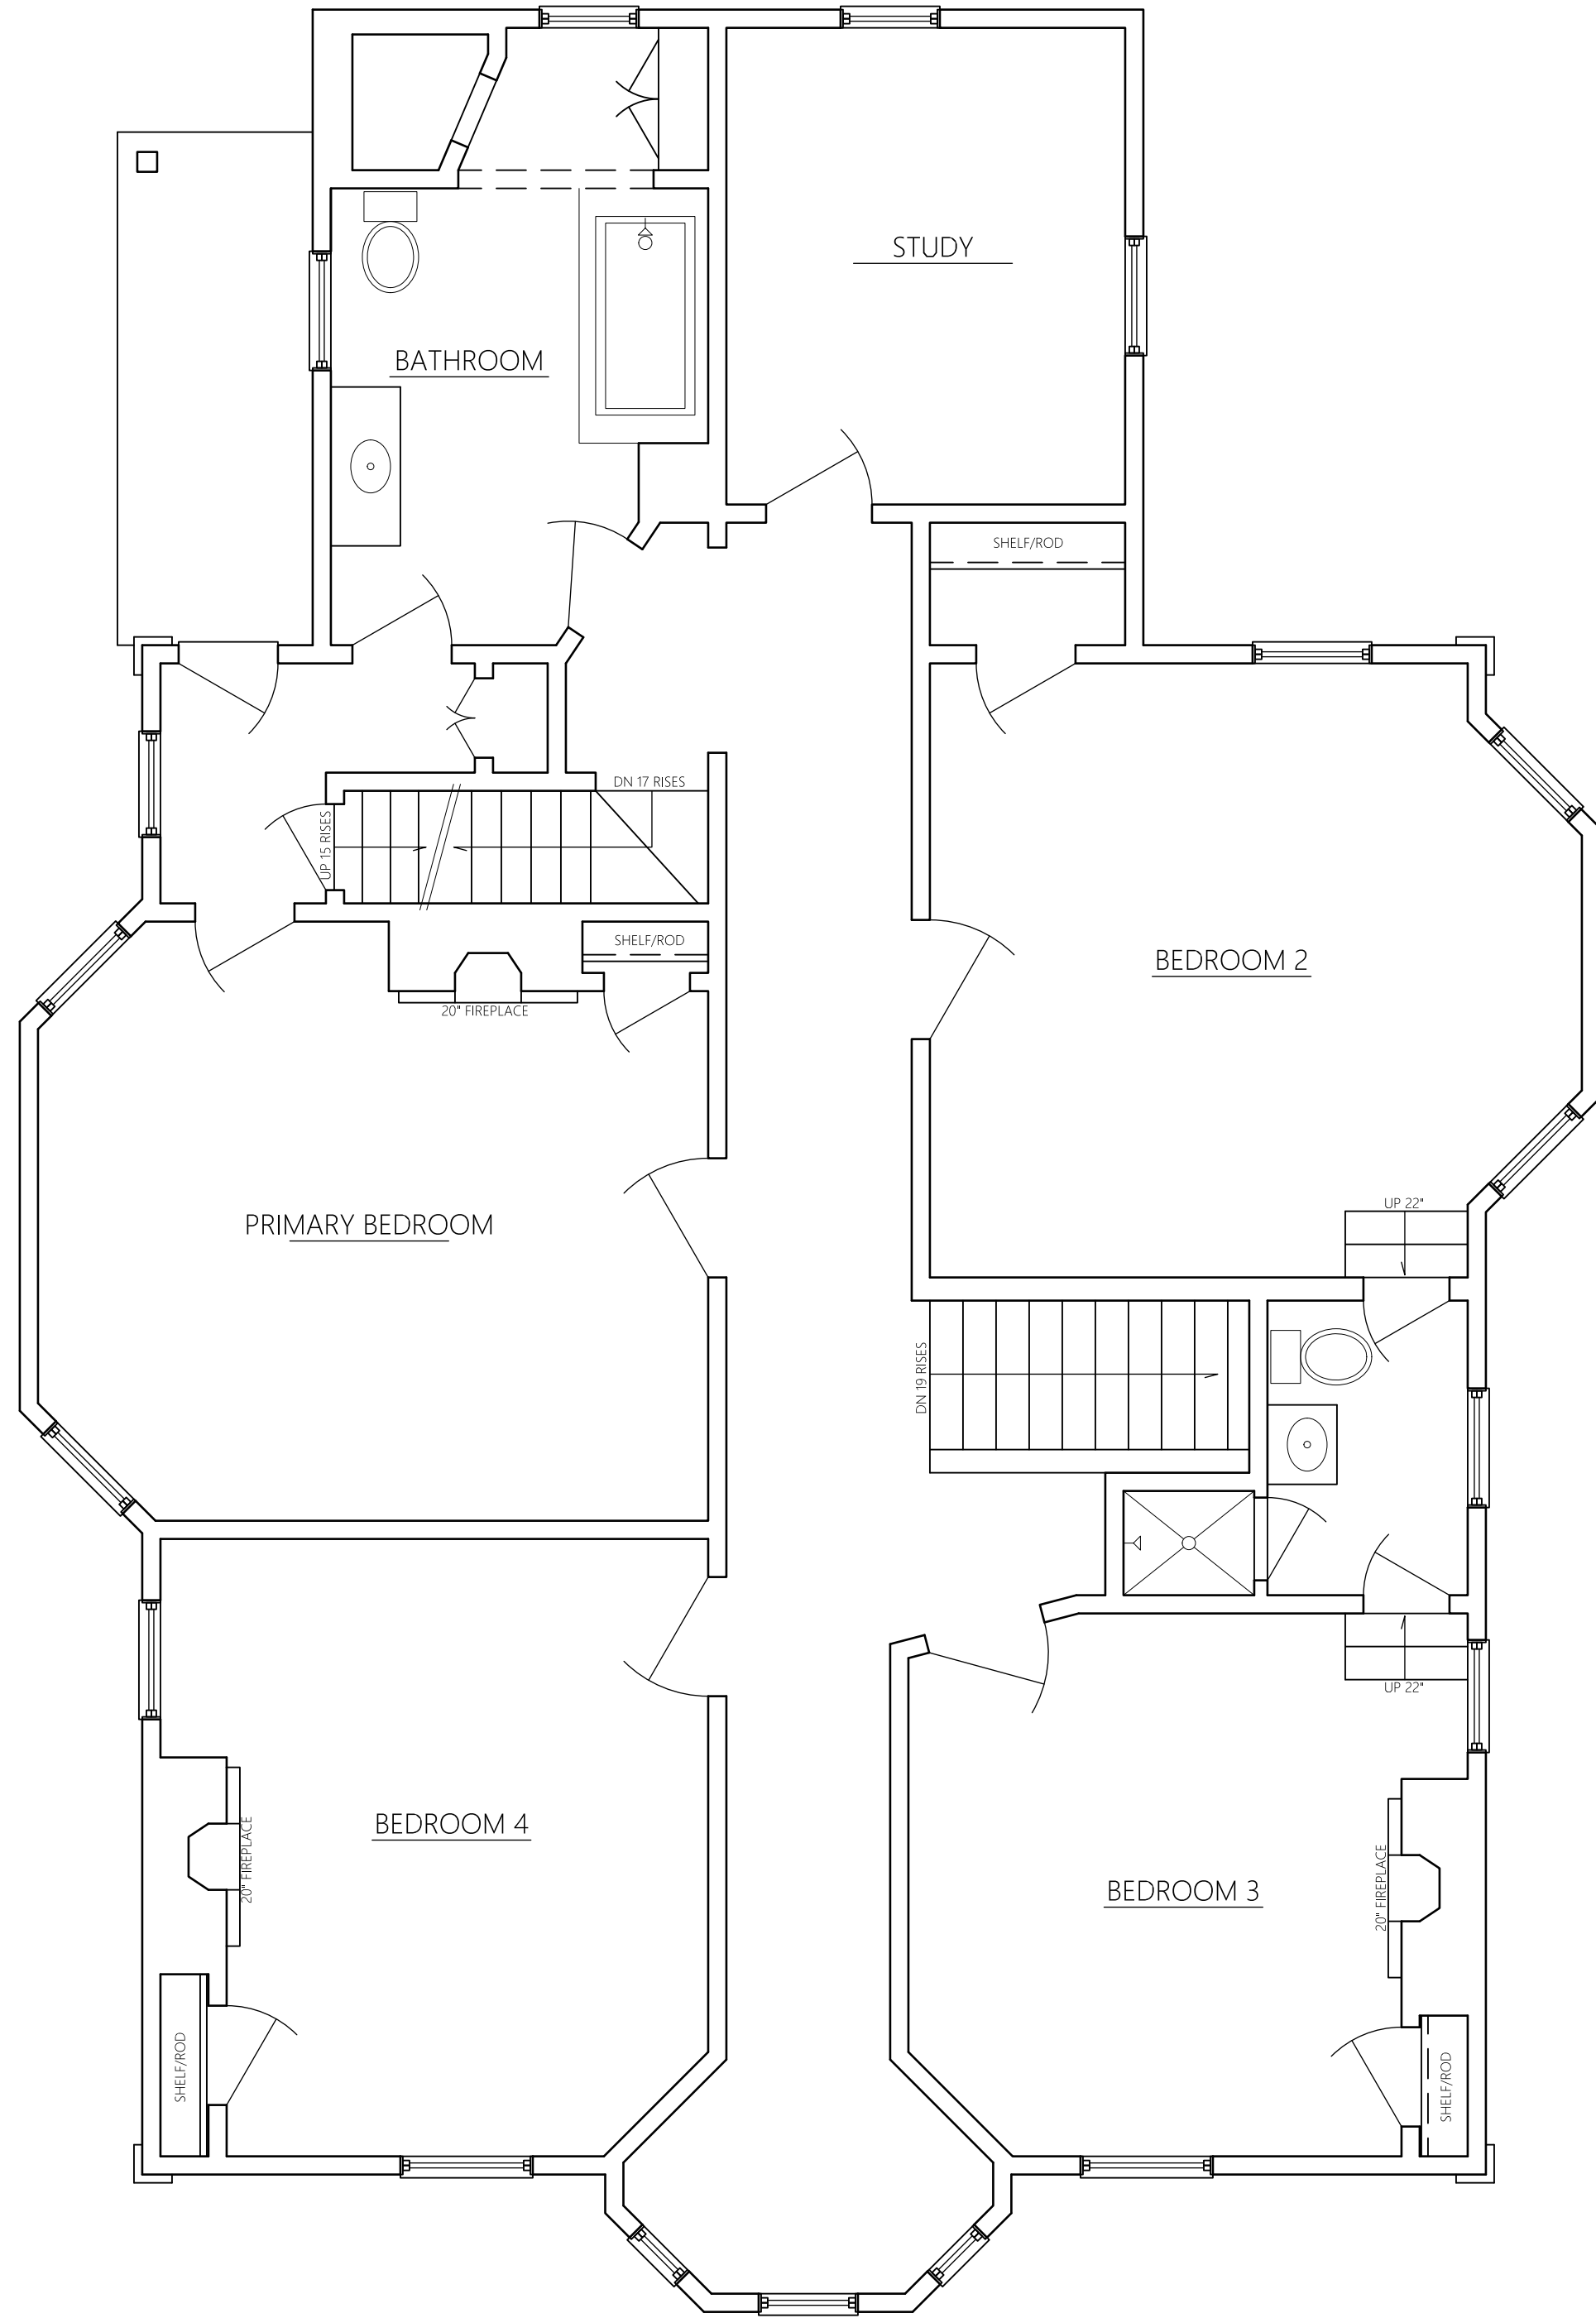 STUDY
BATHROOM
SHELF/ROD
DN 17 RISES
UP 15 RISES
SHELF/ROD
20" FIREPLACE
BEDROOM 2
PRIMARY BEDROOM
UP 22"
DN 19 RISES
UP 22"
BEDROOM 4
20" FIREPLACE
BEDROOM 3
20" FIREPLACE
SHELF/ROD
SHELF/ROD